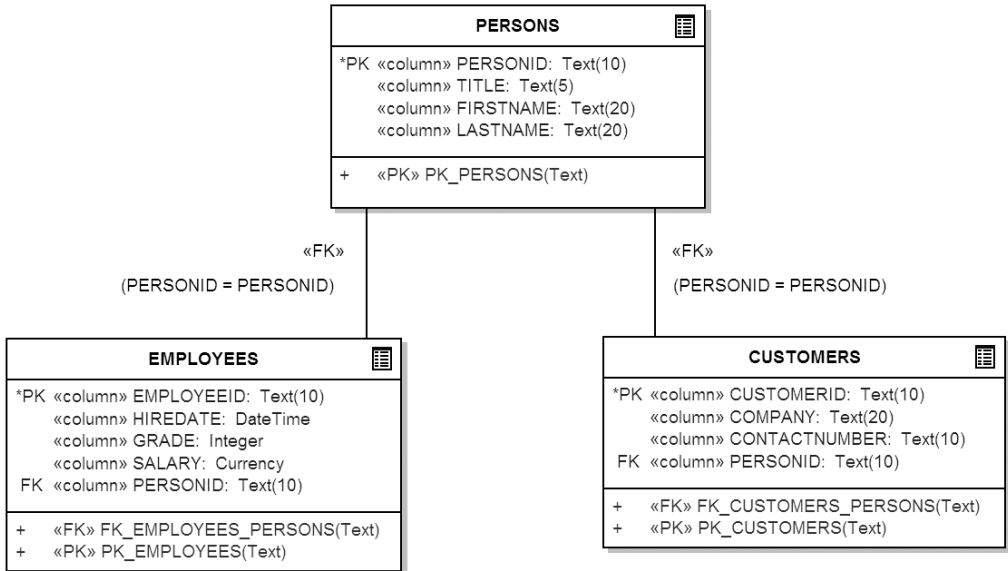 PERSONS
*PK «column» PERSONID: Text(10)
«column» TITLE: Text(5)
«column» FIRSTNAME: Text(20)
«column» LASTNAME: Text(20)
+ «PK» PK_PERSONS(Text)
«FK»
(PERSONID = PERSONID)
«FK»
(PERSONID = PERSONID)
EMPLOYEES
*PK «column» EMPLOYEEID: Text(10)
«column» HIREDATE: DateTime
«column» GRADE: Integer
«column» SALARY: Currency
FK «column» PERSONID: Text(10)
+ «FK» FK_EMPLOYEES_PERSONS(Text)
+ «PK» PK_EMPLOYEES(Text)
CUSTOMERS
*PK «column» CUSTOMERID: Text(10)
«column» COMPANY: Text(20)
«column» CONTACTNUMBER: Text(10)
FK «column» PERSONID: Text(10)
+ «FK» FK_CUSTOMERS_PERSONS(Text)
+ «PK» PK_CUSTOMERS(Text)